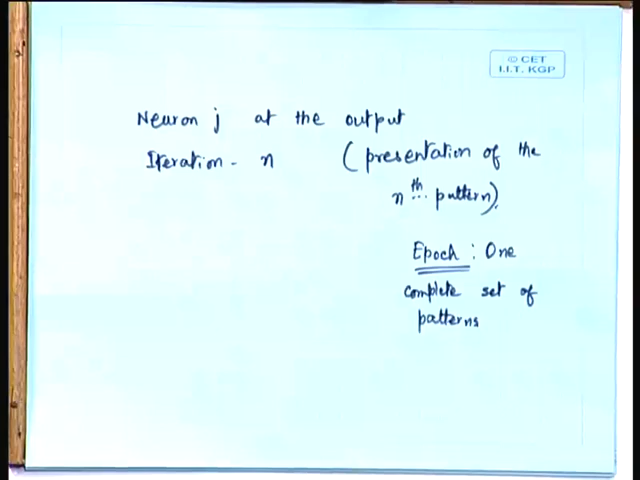 © CET
I.I.T. KGP
Neuron j at the output
Iteration - n (presentation of the
nth pattern).
Epoch : One
complete set of
patterns